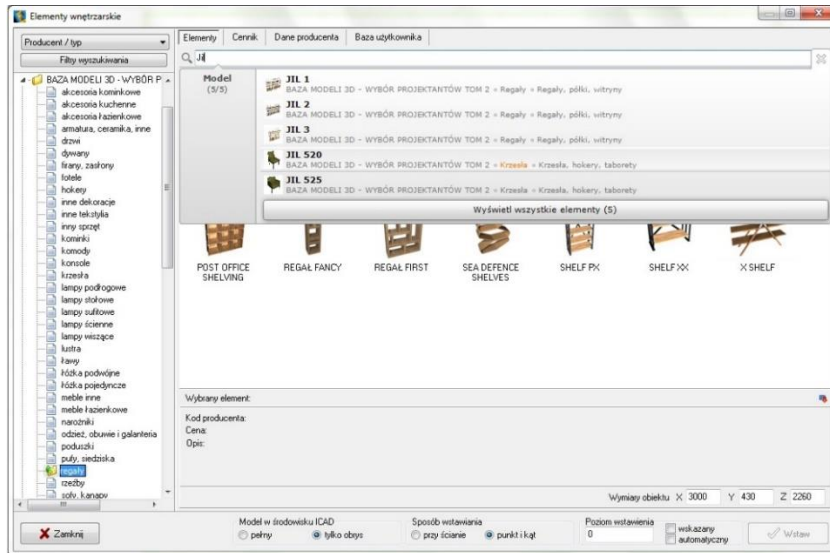 Elementy wnętrzarskie
Producent / typ
Filtry wyszukiwania
BAZA MODELI 3D - WYBÓR P
akcesoria kominkowe
akcesoria kuchenne
akcesoria łazienkowe
armatura, ceramika, inne
drzwi
dywany
firany, zasłony
fotele
hokery
inne dekoracje
inne tekstylia
inny sprzęt
kominki
komody
konsole
krzesła
lampy podłogowe
lampy stołowe
lampy sufitowe
lampy ścienne
lampy wiszące
lustra
ławy
łóżka podwójne
łóżka pojedyncze
meble inne
meble łazienkowe
narożniki
odzież, obuwie i galanteria
poduszki
pufy, siedziska
regały
rzeźby
sofy, kanapy
Elementy Cennik Dane producenta Baza użytkownika
Jil
Model
(5/5)
JIL 1
BAZA MODELI 3D - WYBÓR PROJEKTANTÓW TOM 2 » Regały » Regały, półki, witryny
JIL 2
BAZA MODELI 3D - WYBÓR PROJEKTANTÓW TOM 2 » Regały » Regały, półki, witryny
JIL 3
BAZA MODELI 3D - WYBÓR PROJEKTANTÓW TOM 2 » Regały » Regały, półki, witryny
JIL 520
BAZA MODELI 3D - WYBÓR PROJEKTANTÓW TOM 2 » Krzesła » Krzesła, hokery, taborety
JIL 525
BAZA MODELI 3D - WYBÓR PROJEKTANTÓW TOM 2 » Krzesła » Krzesła, hokery, taborety
Wyświetl wszystkie elementy (5)
POST OFFICE SHELVING
REGAŁ FANCY
REGAŁ FIRST
SEA DEFENCE SHELVES
SHELF PX
SHELF XX
X SHELF
Wybrany element:
Kod producenta:
Cena:
Opis:
Wymiary obiektu X 3000 Y 430 Z 2260
Zamknij
Model w środowisku ICAD
pełny tylko obrys
Sposób wstawiania
przy ścianie punkt i kąt
Poziom wstawienia
0
wskazany
automatyczny
Wstaw